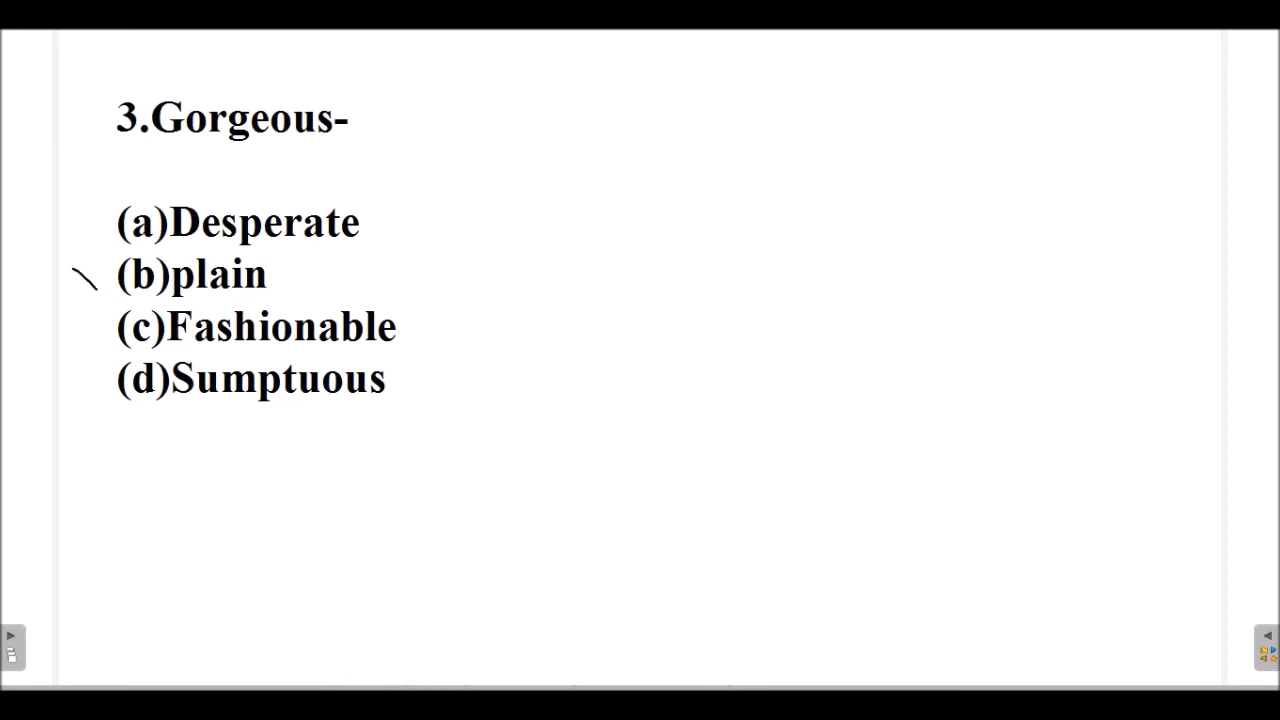 3.Gorgeous-
(a)Desperate
(b)plain
(c)Fashionable
(d)Sumptuous